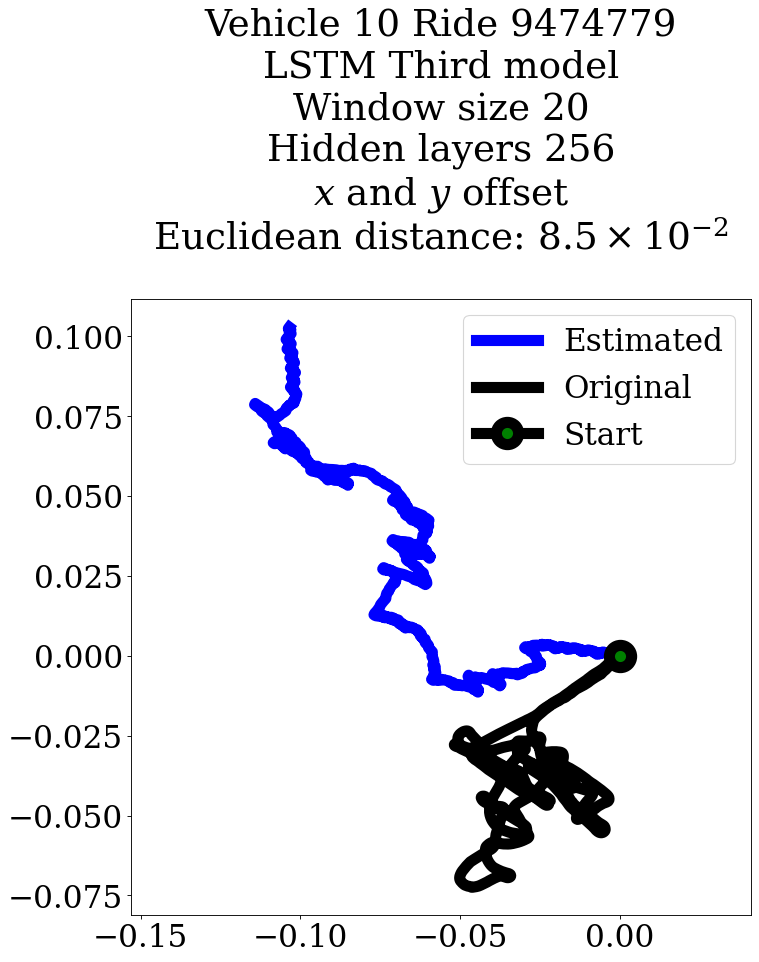 Vehicle 10 Ride 9474779
LSTM Third model
Window size 20
Hidden layers 256
x and y offset
Euclidean distance: 8.5 × 10⁻²
Estimated
Original
Start
0.100
0.075
0.050
0.025
0.000
−0.025
−0.050
−0.075
−0.15 −0.10 −0.05 0.00